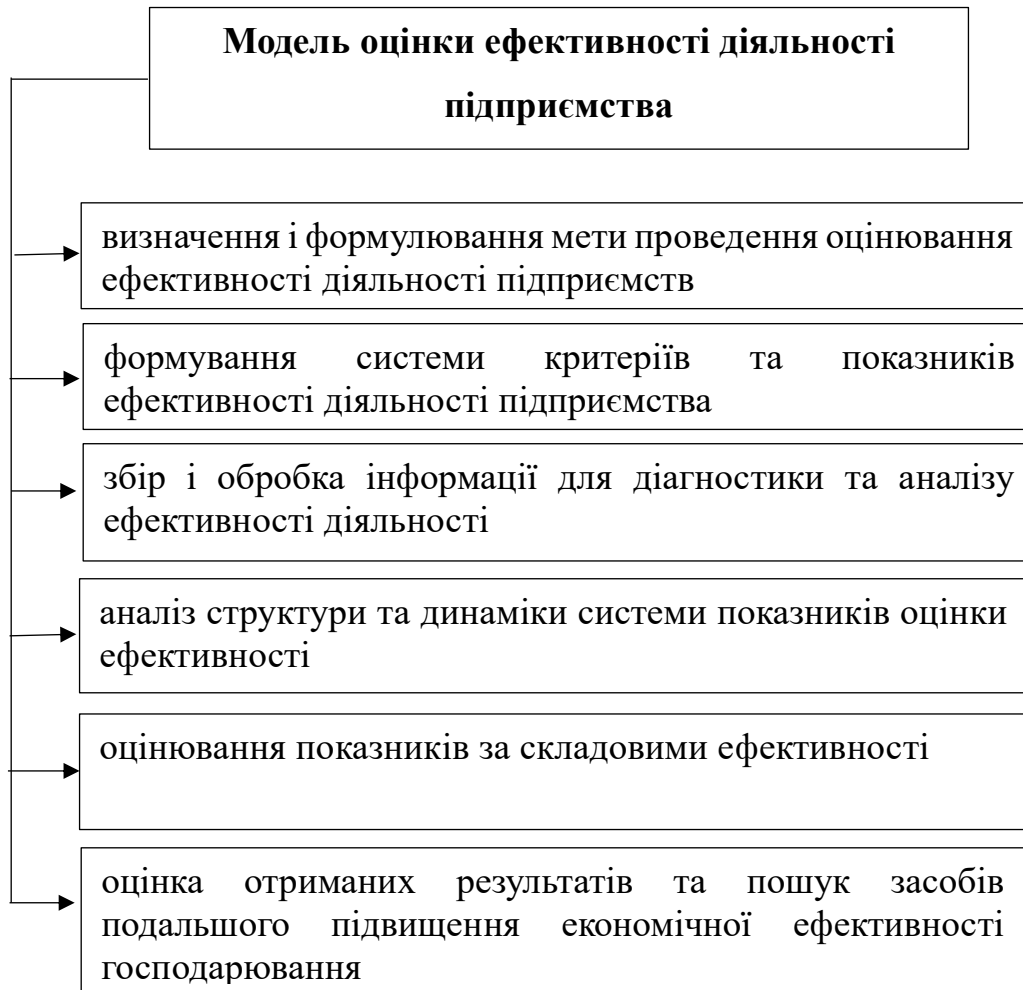 Модель оцінки ефективності діяльності
підприємства
визначення і формулювання мети проведення оцінювання
ефективності діяльності підприємств
формування системи критеріїв та показників
ефективності діяльності підприємства
збір і обробка інформації для діагностики та аналізу
ефективності діяльності
аналіз структури та динаміки системи показників оцінки
ефективності
оцінювання показників за складовими ефективності
оцінка отриманих результатів та пошук засобів
подальшого підвищення економічної ефективності
господарювання